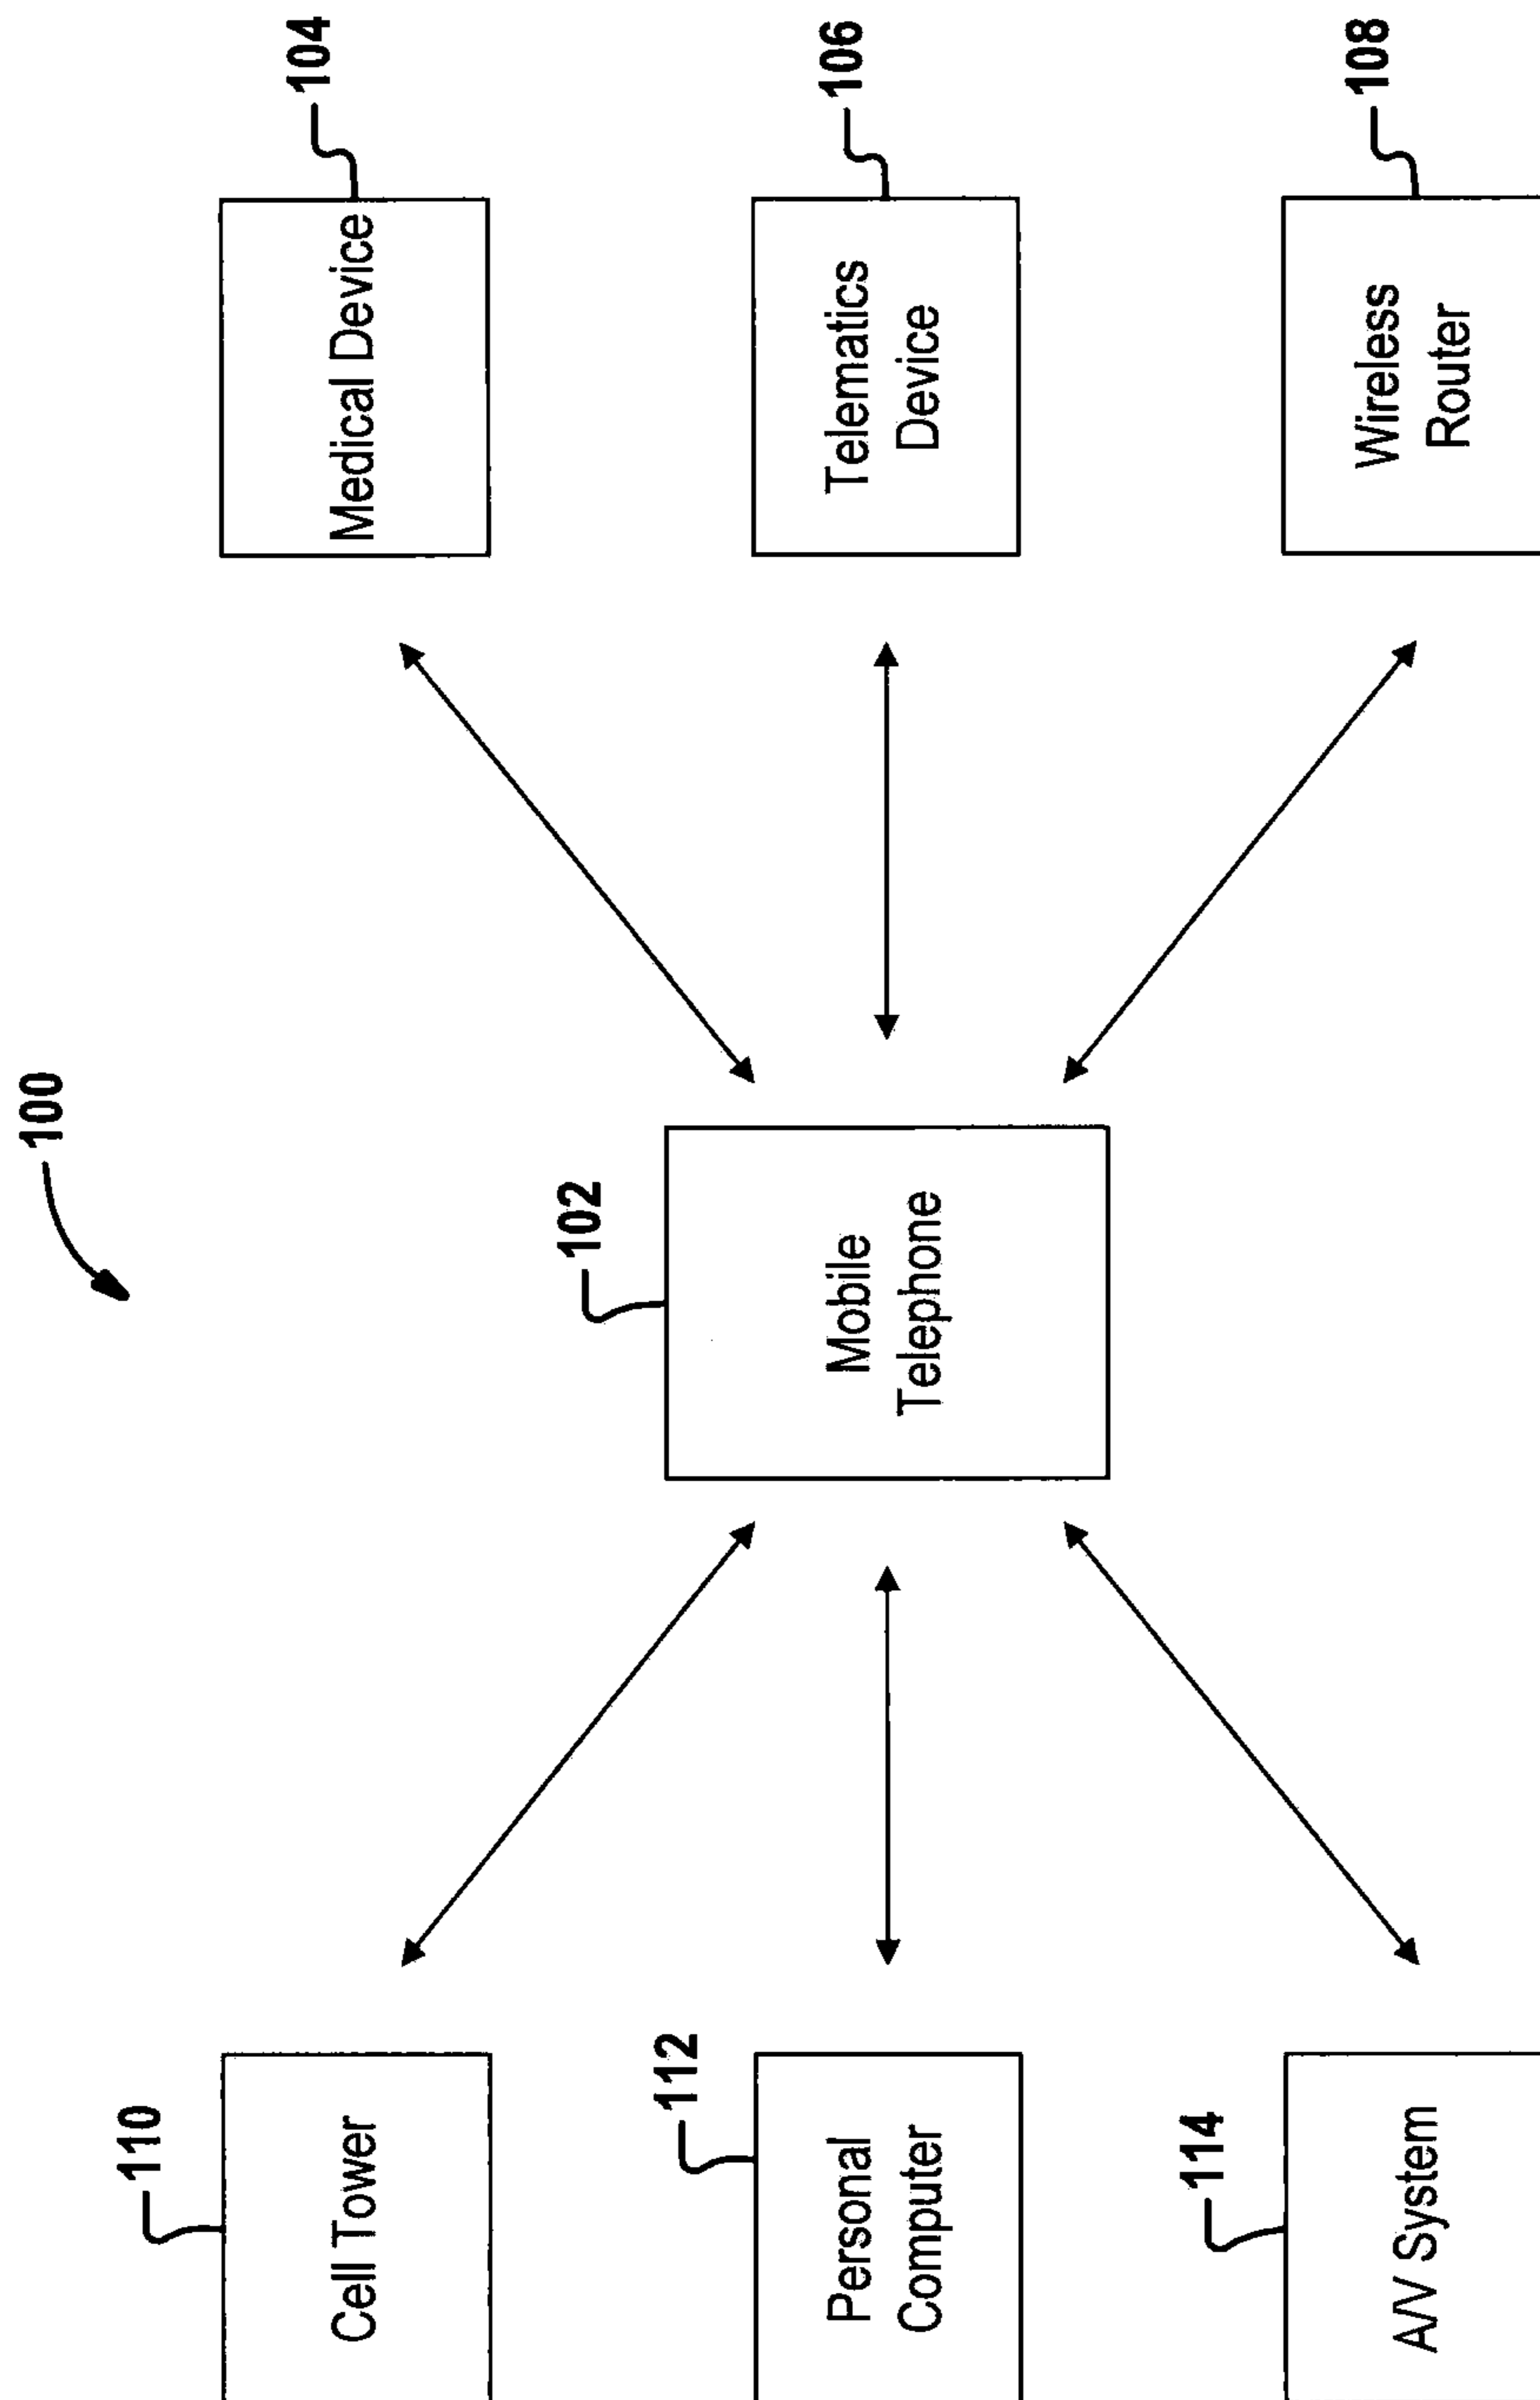 100
110
Cell Tower
102
104
Medical Device
112
Personal
Computer
Mobile
Telephone
106
Telematics
Device
114
A/V System
108
Wireless
Router